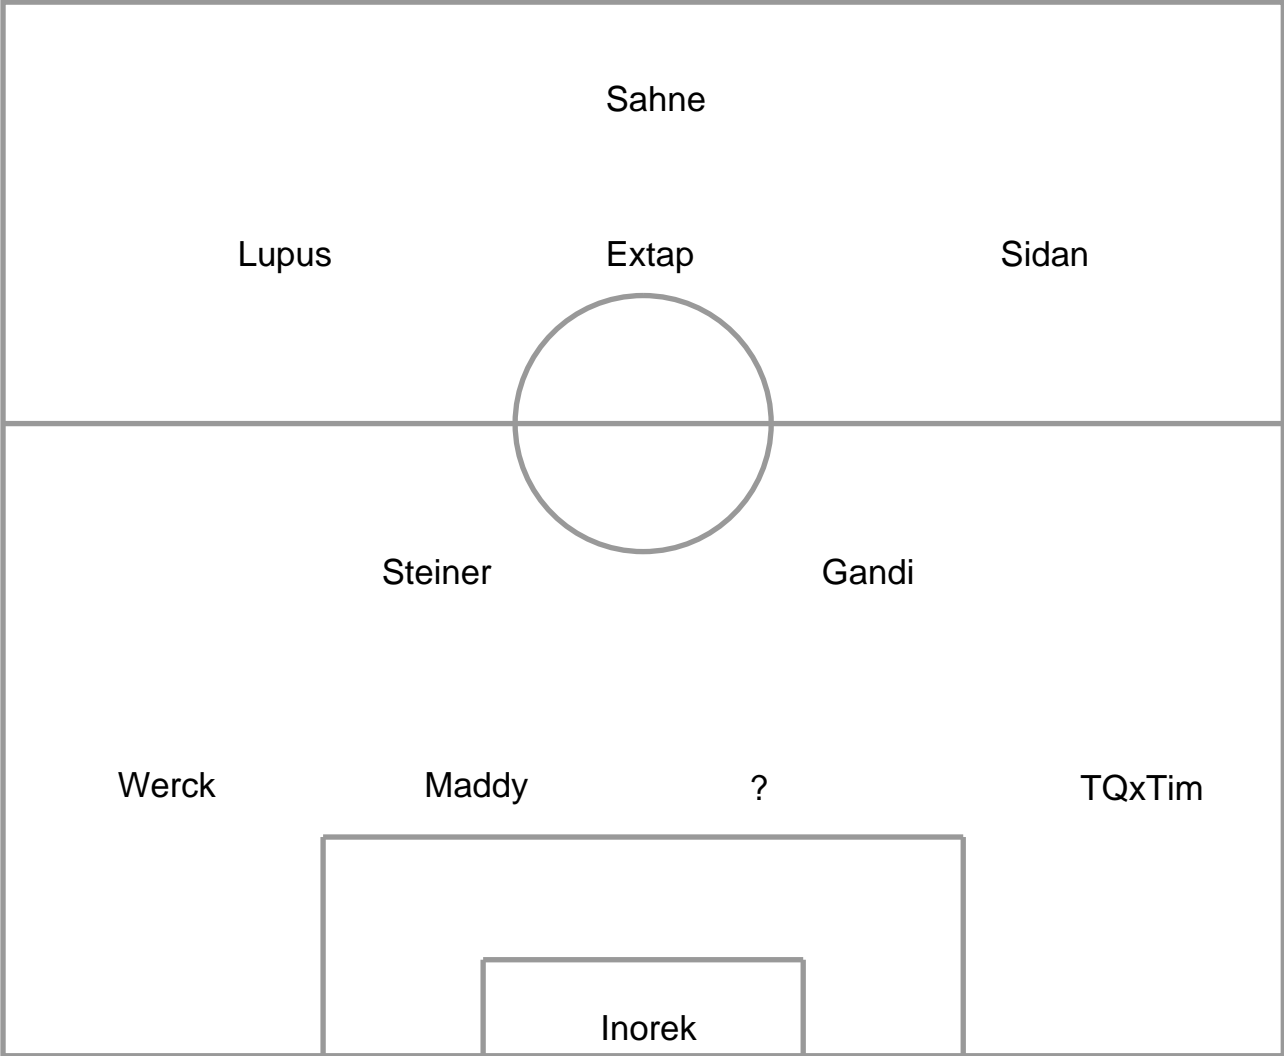 Sahne
Lupus Extap Sidan
Steiner Gandi
Werck Maddy ? TQxTim
Inorek